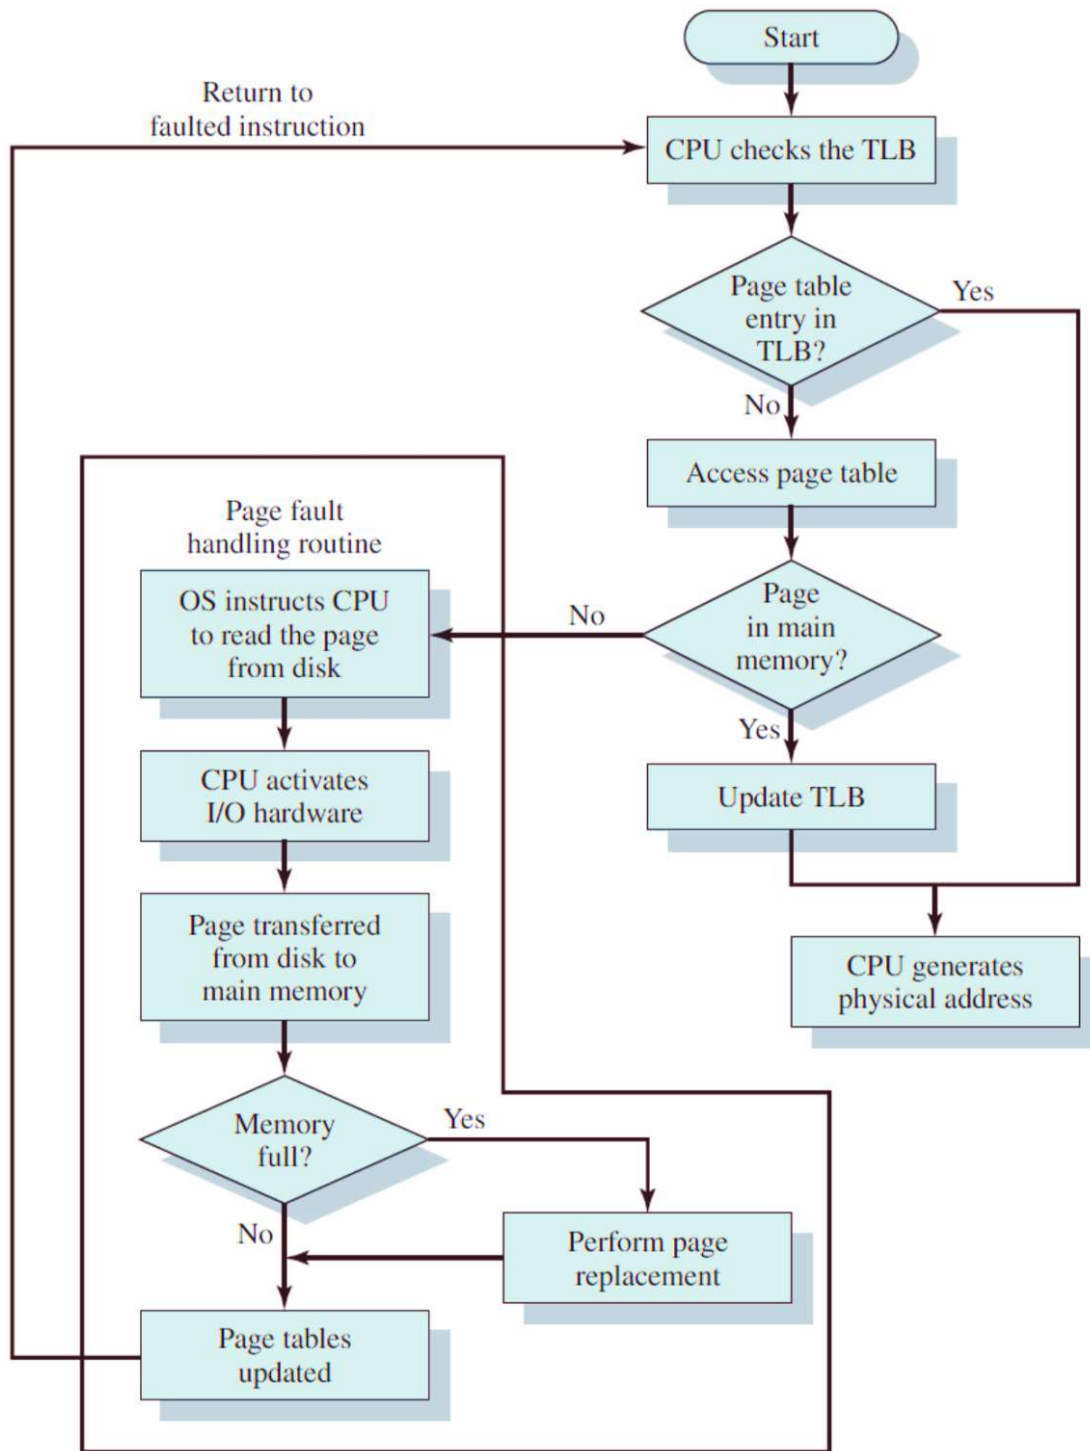 Start
Return to
faulted instruction
CPU checks the TLB
Page table
entry in
TLB?
Yes
No
Access page table
Page fault
handling routine
OS instructs CPU
to read the page
from disk
No
Page
in main
memory?
Yes
CPU activates
I/O hardware
Update TLB
Page transferred
from disk to
main memory
CPU generates
physical address
Memory
full?
Yes
No
Perform page
replacement
Page tables
updated